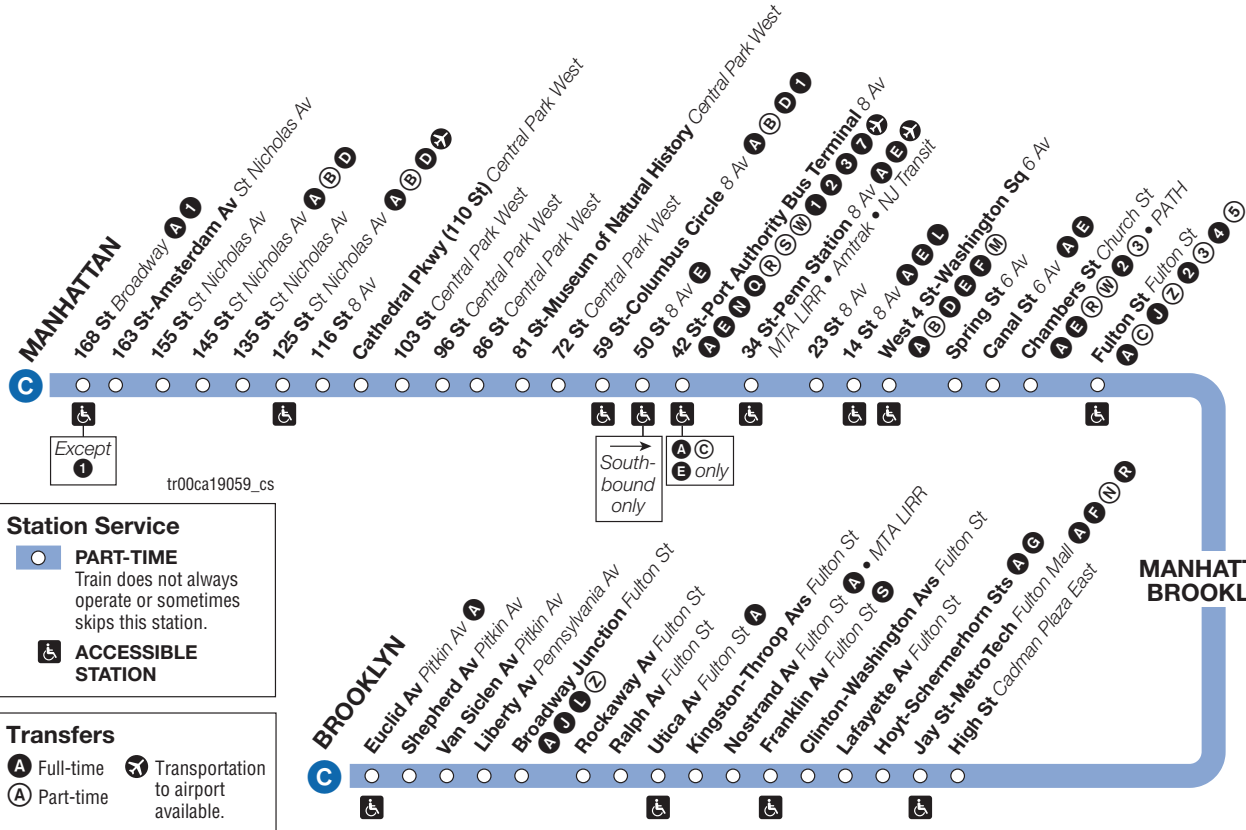 MANHATTAN
C
168 St Broadway A 1
163 St-Amsterdam Av St Nicholas Av
155 St St Nicholas Av
145 St St Nicholas Av A B D
135 St St Nicholas Av
125 St St Nicholas Av A B D
116 St 8 Av
Cathedral Pkwy (110 St) Central Park West
103 St Central Park West
96 St Central Park West
86 St Central Park West
81 St-Museum of Natural History Central Park West
72 St Central Park West
59 St-Columbus Circle 8 Av A B D 1
50 St 8 Av E
42 St-Port Authority Bus Terminal 8 Av
A E N Q R S W 1 2 3 7
34 St-Penn Station 8 Av A E
MTA LIRR • Amtrak • NJ Transit
23 St 8 Av
14 St 8 Av A E L
West 4 St-Washington Sq 6 Av
A B D E F M
Spring St 6 Av
Canal St 6 Av A E
Chambers St Church St
A E R W 2 3 • PATH
Fulton St Fulton St
A C J Z 2 3 4 5
Except
1
South-
bound
only
A C
E only
tr00ca19059_cs
Station Service
PART-TIME
Train does not always
operate or sometimes
skips this station.
ACCESSIBLE
STATION
Transfers
A Full-time
A Part-time
Transportation
to airport
available.
MANHATT
BROOKL
BROOKLYN
C
Euclid Av Pitkin Av A
Shepherd Av Pitkin Av
Van Siclen Av Pitkin Av
Liberty Av Pennsylvania Av
Broadway Junction Fulton St
A J L Z
Rockaway Av Fulton St
Ralph Av Fulton St
Utica Av Fulton St A
Kingston-Throop Avs Fulton St
Nostrand Av Fulton St A • MTA LIRR
Franklin Av Fulton St S
Clinton-Washington Avs Fulton St
Lafayette Av Fulton St
Hoyt-Schermerhorn Sts A G
Jay St-MetroTech Fulton Mall A F N R
High St Cadman Plaza East